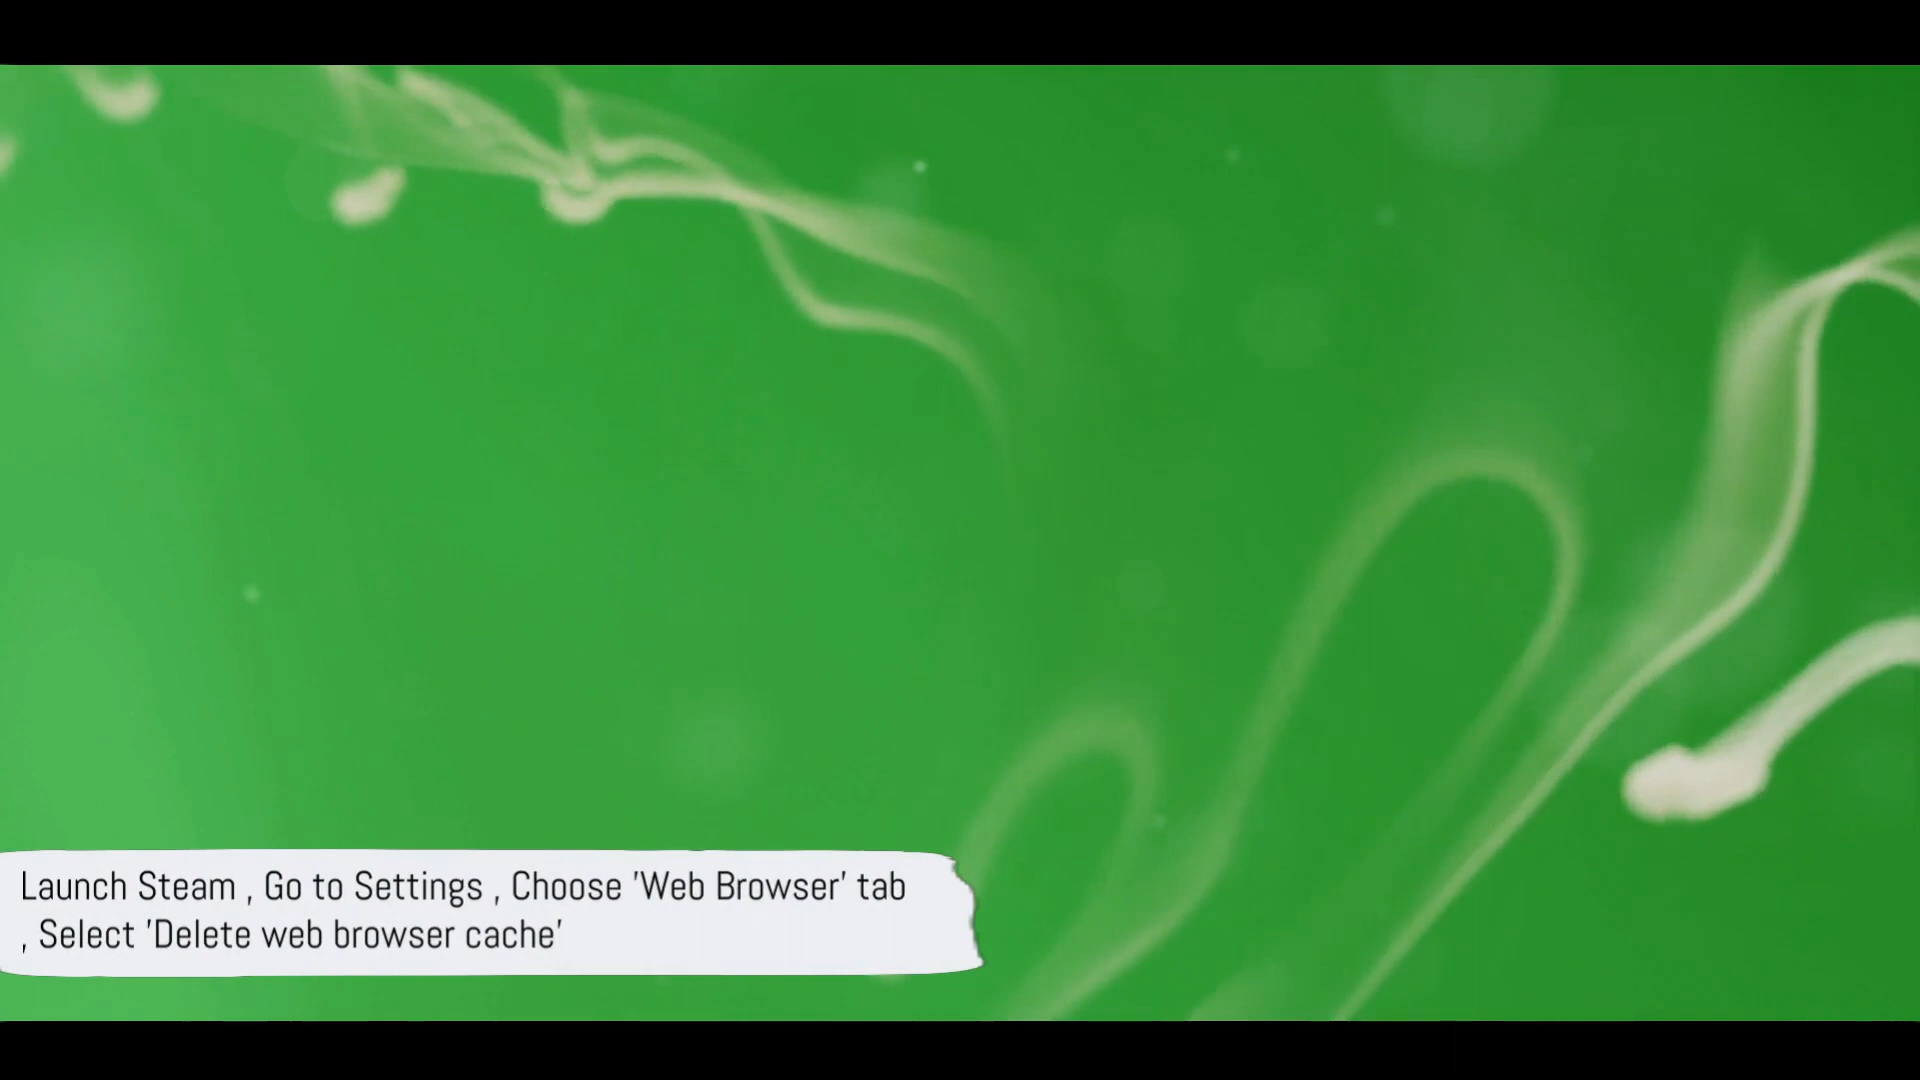 Launch Steam , Go to Settings , Choose 'Web Browser' tab
, Select 'Delete web browser cache'